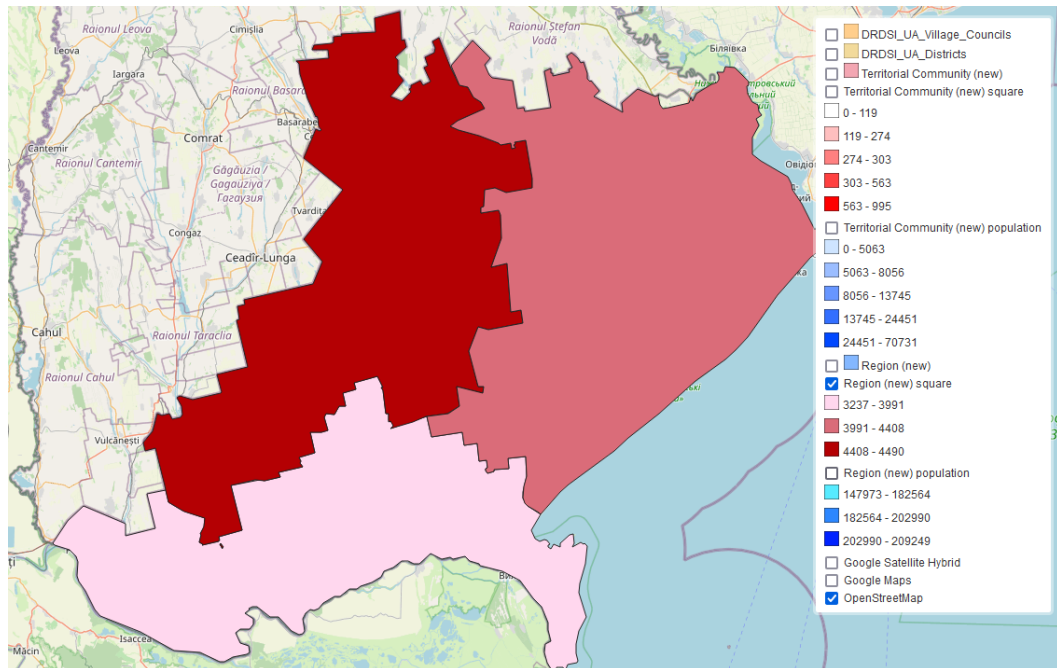 Raionul Leova
Cimișlia
Raionul Ștefan
Vodă
Leova
Біляївка
Iargara
Raionul Basara
Basarabe
Cantemir
Comrat
Raionul Cantemir
Găgăuzia /
Gagauziya /
Гагаузия
Tvardița
Congaz
Ceadîr-Lunga
Raionul Taraclia
Cahul
Raionul Cahul
Vulcănești
Isaccea
Măcin
DRDSI_UA_Village_Councils
DRDSI_UA_Districts
Territorial Community (new)
Territorial Community (new) square
0 - 119
119 - 274
274 - 303
303 - 563
563 - 995
Territorial Community (new) population
0 - 5063
5063 - 8056
8056 - 13745
13745 - 24451
24451 - 70731
Region (new)
Region (new) square
3237 - 3991
3991 - 4408
4408 - 4490
Region (new) population
147973 - 182564
182564 - 202990
202990 - 209249
Google Satellite Hybrid
Google Maps
OpenStreetMap